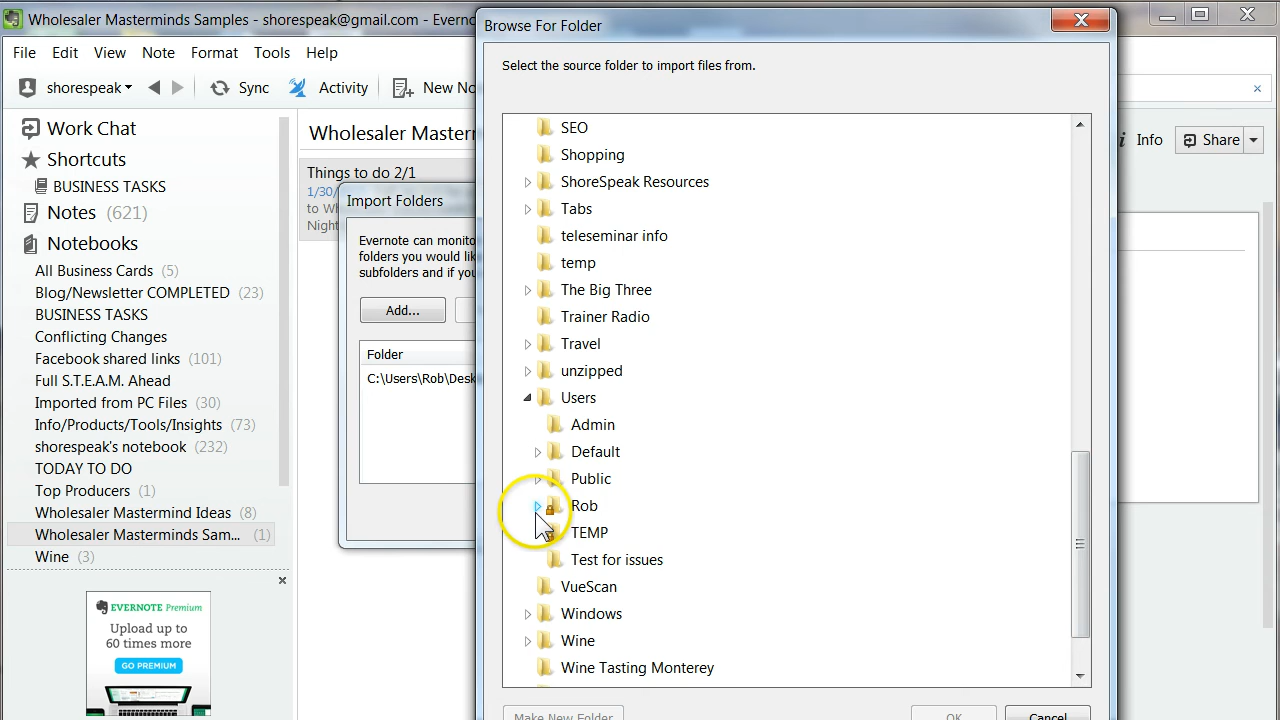 Wholesaler Masterminds Samples - shorespeak@gmail.com - Everno
File Edit View Note Format Tools Help
shorespeak Sync Activity New No
Work Chat
Shortcuts
BUSINESS TASKS
Notes (621)
Notebooks
All Business Cards (5)
Blog/Newsletter COMPLETED (23)
BUSINESS TASKS
Conflicting Changes
Facebook shared links (101)
Full S.T.E.A.M. Ahead
Imported from PC Files (30)
Info/Products/Tools/Insights (73)
shorespeak's notebook (232)
TODAY TO DO
Top Producers (1)
Wholesaler Mastermind Ideas (8)
Wholesaler Masterminds Sam... (1)
Wine (3)
EVERNOTE Premium
Upload up to
60 times more
GO PREMIUM
Wholesaler Masterm
Things to do 2/1
1/30/
to Wh
Night
Import Folders
Evernote can monito
folders you would lik
subfolders and if you
Add...
Folder
C:\Users\Rob\Desk
Browse For Folder
Select the source folder to import files from.
SEO
Shopping
ShoreSpeak Resources
Tabs
teleseminar info
temp
The Big Three
Trainer Radio
Travel
unzipped
Users
Admin
Default
Public
Rob
TEMP
Test for issues
VueScan
Windows
Wine
Wine Tasting Monterey
Make New Folder OK Cancel
Info Share